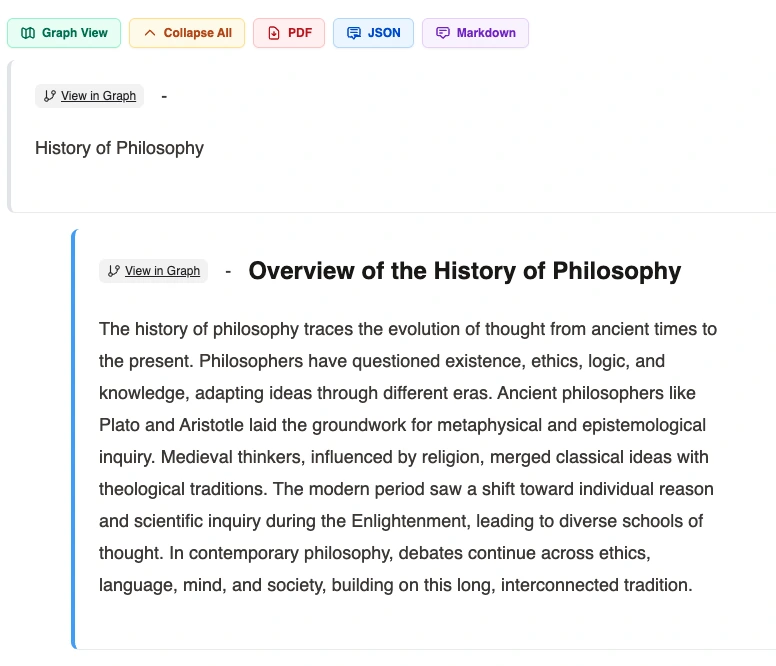 Graph View Collapse All PDF JSON Markdown
View in Graph -
History of Philosophy
View in Graph - Overview of the History of Philosophy
The history of philosophy traces the evolution of thought from ancient times to
the present. Philosophers have questioned existence, ethics, logic, and
knowledge, adapting ideas through different eras. Ancient philosophers like
Plato and Aristotle laid the groundwork for metaphysical and epistemological
inquiry. Medieval thinkers, influenced by religion, merged classical ideas with
theological traditions. The modern period saw a shift toward individual reason
and scientific inquiry during the Enlightenment, leading to diverse schools of
thought. In contemporary philosophy, debates continue across ethics,
language, mind, and society, building on this long, interconnected tradition.